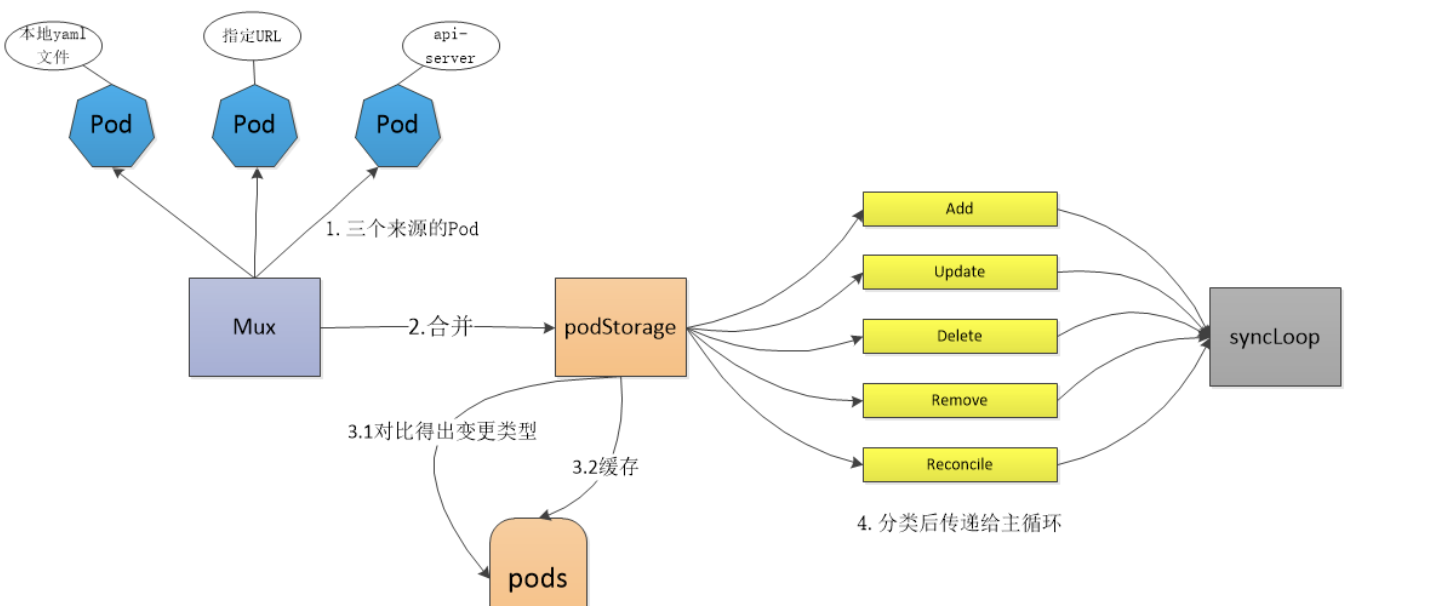 本地yaml
文件
指定URL
api-
server
Pod
Pod
Pod
1. 三个来源的Pod
Mux
2.合并
podStorage
Add
Update
Delete
Remove
Reconcile
syncLoop
3.1对比得出变更类型
3.2缓存
4. 分类后传递给主循环
pods